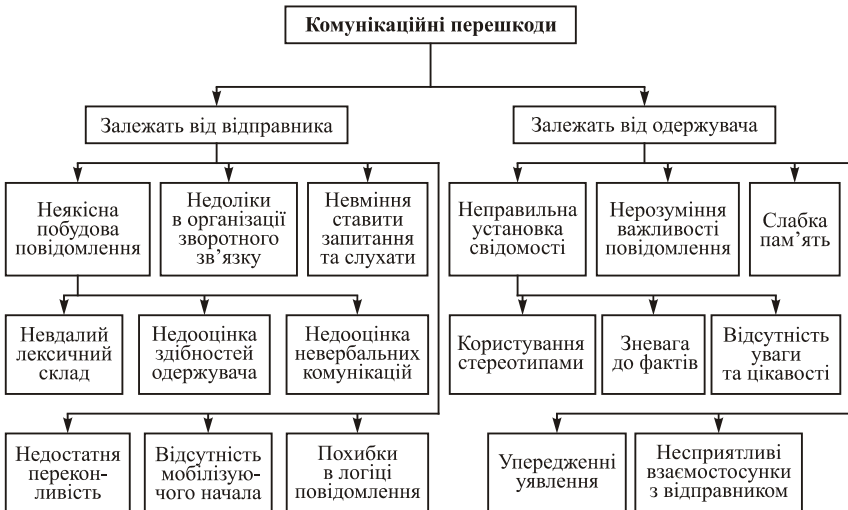 Комунікаційні перешкоди
Залежать від відправника
Залежать від одержувача
Неякісна
побудова
повідомлення
Недоліки
в організації
зворотного
зв’язку
Невміння
ставити
запитання
та слухати
Неправильна
установка
свідомості
Нерозуміння
важливості
повідомлення
Слабка
пам’ять
Невдалий
лексичний
склад
Недооцінка
здібностей
одержувача
Недооцінка
невербальних
комунікацій
Користування
стереотипами
Зневага
до фактів
Відсутність
уваги
та цікавості
Недостатня
перекон-
ливість
Відсутність
мобілізую-
чого начала
Похибки
в логіці
повідомлення
Упередженні
уявлення
Несприятливі
взаємостосунки
з відправником